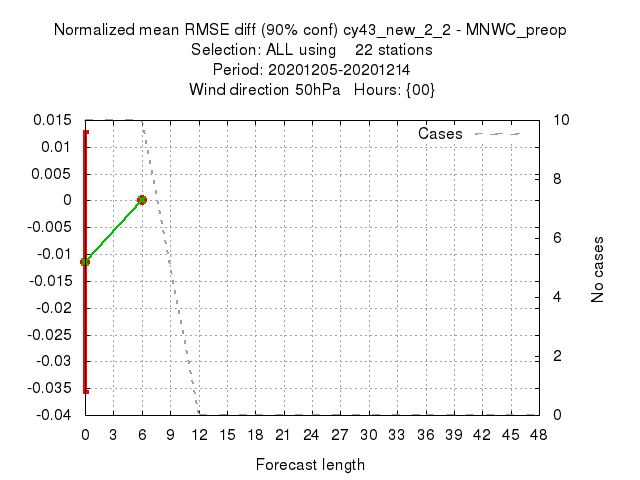 Normalized mean RMSE diff (90% conf) cy43_new_2_2 - MNWC_preop
Selection: ALL using    22 stations
Period: 20201205-20201214
Wind direction 50hPa   Hours: {00}
Cases
0.015
0.01
0.005
0
-0.005
-0.01
-0.015
-0.02
-0.025
-0.03
-0.035
-0.04
10
8
6
4
2
0
No cases
0 3 6 9 12 15 18 21 24 27 30 33 36 39 42 45 48
Forecast length